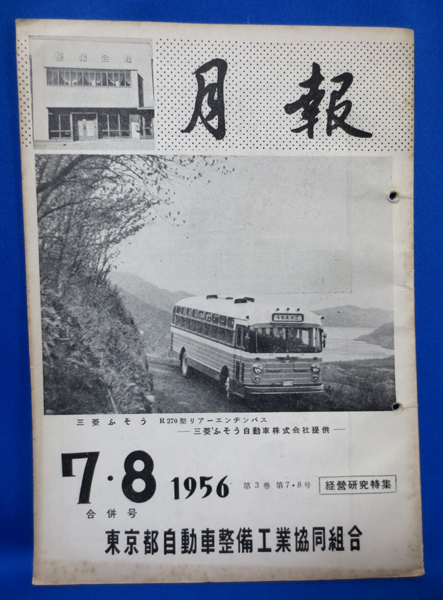 月報
三菱ふそう R270型リアーエンヂンバス
―三菱ふそう自動車株式会社提供―
7・8 1956 第3巻 第7・8号 経営研究特集
合併号
東京都自動車整備工業協同組合